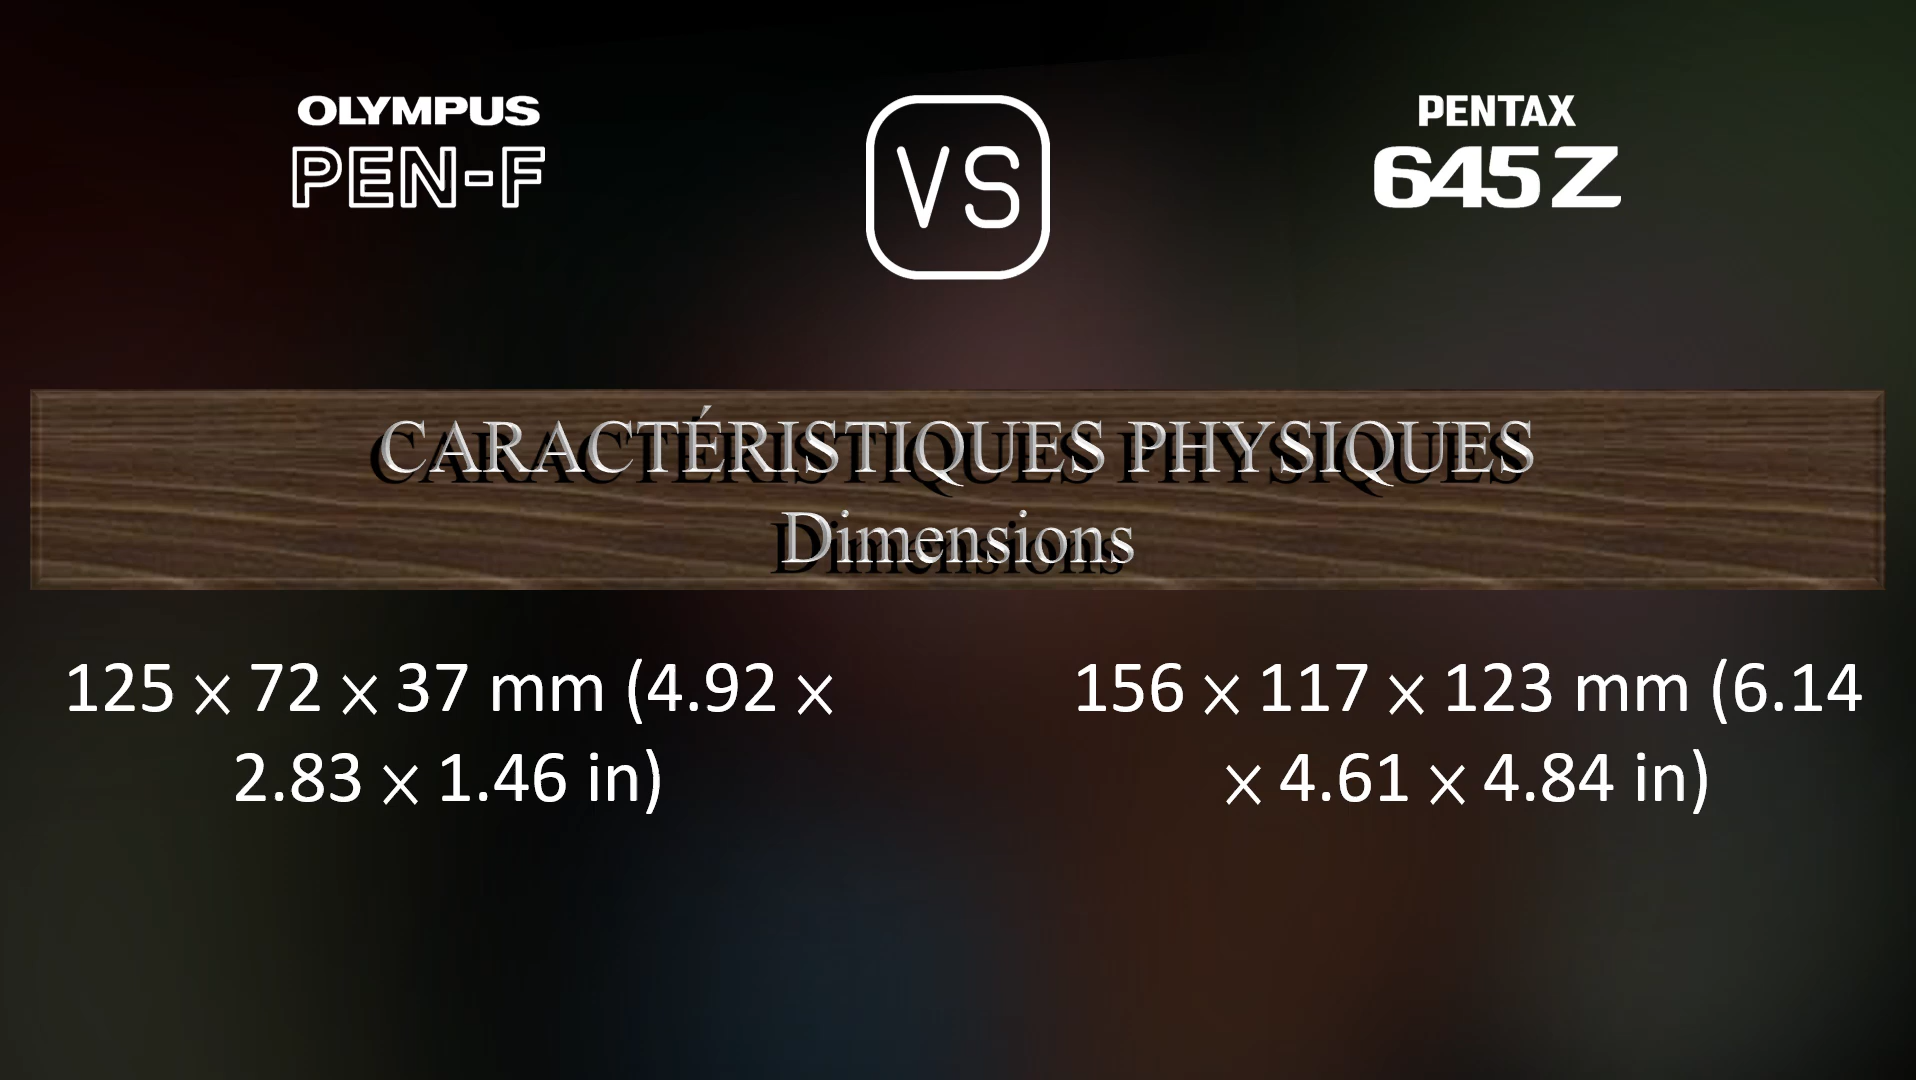 OLYMPUS
PEN-F
VS
PENTAX
645Z
CARACTÉRISTIQUES PHYSIQUES
Dimensions
125 x 72 x 37 mm (4.92 x
2.83 x 1.46 in)
156 x 117 x 123 mm (6.14
x 4.61 x 4.84 in)